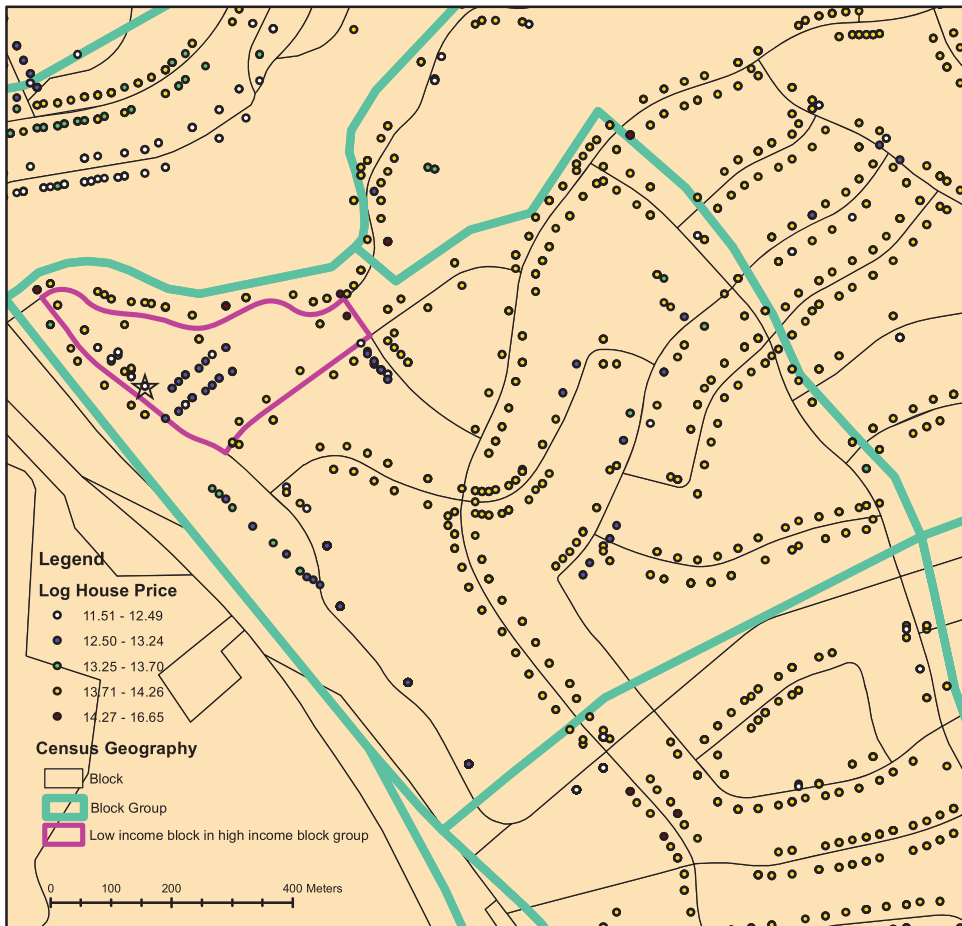 Legend
Log House Price
11.51 - 12.49
12.50 - 13.24
13.25 - 13.70
13.71 - 14.26
14.27 - 16.65
Census Geography
Block
Block Group
Low income block in high income block group
0 100 200 400 Meters